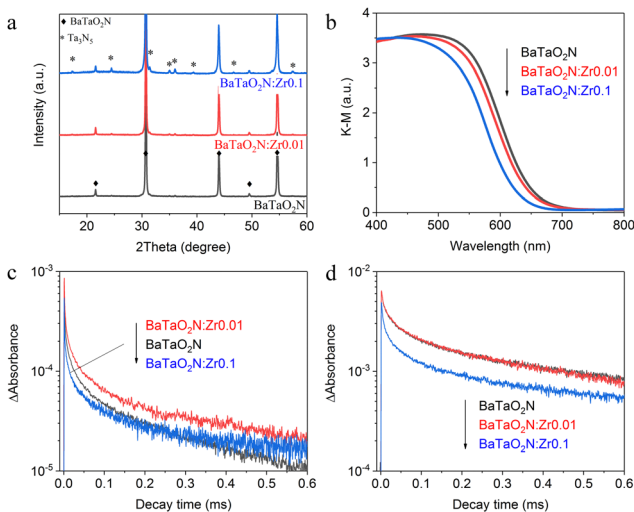 a
♦ BaTaO₂N
* Ta₃N₅
BaTaO₂N:Zr0.1
BaTaO₂N:Zr0.01
BaTaO₂N
Intensity (a.u.)
15 20 30 40 50 60
2Theta (degree)
b
4
3
2
1
0
K-M (a.u.)
BaTaO₂N
BaTaO₂N:Zr0.01
BaTaO₂N:Zr0.1
400 500 600 700 800
Wavelength (nm)
c
10⁻³
10⁻⁴
10⁻⁵
ΔAbsorbance
BaTaO₂N:Zr0.01
BaTaO₂N
BaTaO₂N:Zr0.1
0.0 0.1 0.2 0.3 0.4 0.5 0.6
Decay time (ms)
d
10⁻²
10⁻³
10⁻⁴
ΔAbsorbance
BaTaO₂N
BaTaO₂N:Zr0.01
BaTaO₂N:Zr0.1
0.0 0.1 0.2 0.3 0.4 0.5 0.6
Decay time (ms)